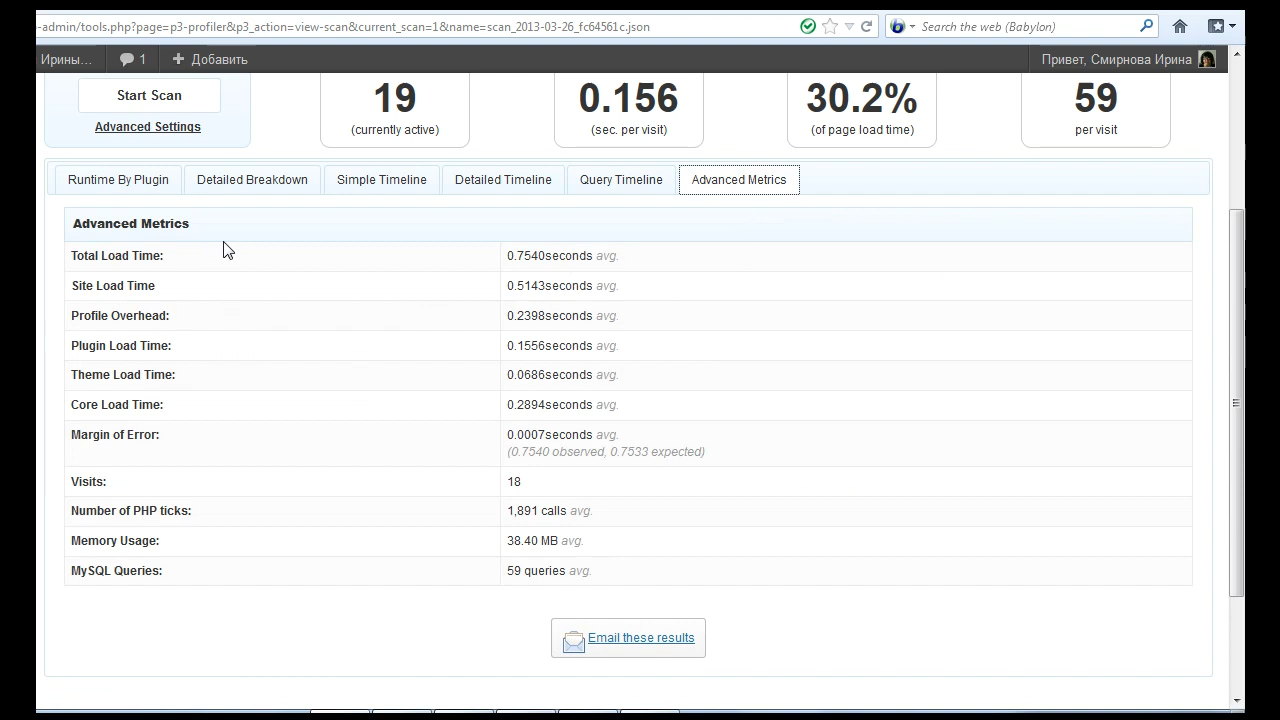 -admin/tools.php?page=p3-profiler&p3_action=view-scan&current_scan=1&name=scan_2013-03-26_fc64561c.json
Search the web (Babylon)
Ирины... 1 + Добавить Привет, Смирнова Ирина
Start Scan
Advanced Settings
19
(currently active)
0.156
(sec. per visit)
30.2%
(of page load time)
59
per visit
Runtime By Plugin Detailed Breakdown Simple Timeline Detailed Timeline Query Timeline Advanced Metrics
Advanced Metrics
Total Load Time: 0.7540seconds avg.
Site Load Time 0.5143seconds avg.
Profile Overhead: 0.2398seconds avg.
Plugin Load Time: 0.1556seconds avg.
Theme Load Time: 0.0686seconds avg.
Core Load Time: 0.2894seconds avg.
Margin of Error: 0.0007seconds avg.
(0.7540 observed, 0.7533 expected)
Visits: 18
Number of PHP ticks: 1,891 calls avg.
Memory Usage: 38.40 MB avg.
MySQL Queries: 59 queries avg.
Email these results